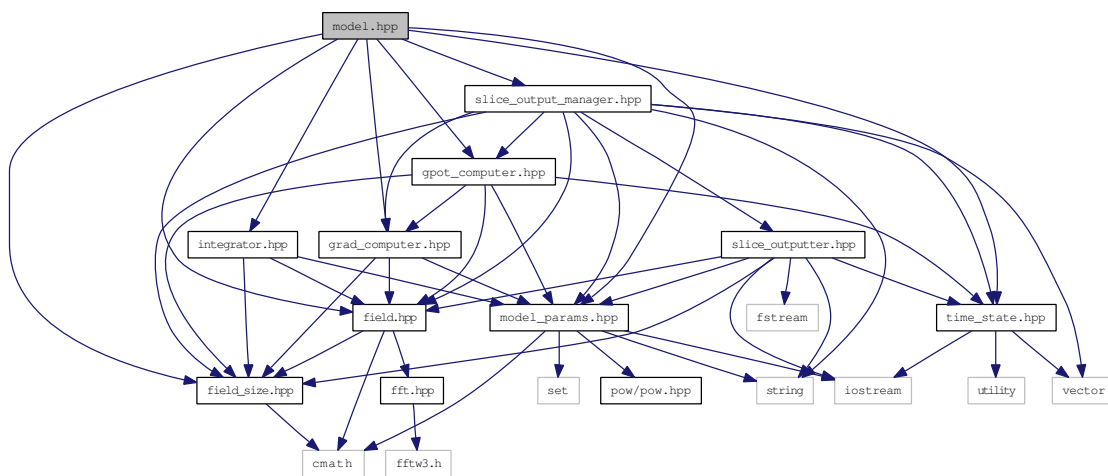 model.hpp
slice_output_manager.hpp
gpot_computer.hpp
integrator.hpp
grad_computer.hpp
slice_outputter.hpp
field.hpp
model_params.hpp
fstream
time_state.hpp
field_size.hpp
fft.hpp
set
pow/pow.hpp
string
iostream
utility
vector
cmath
fftw3.h